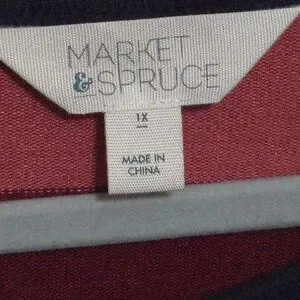 MARKET
&SPRUCE
1X
MADE IN
CHINA